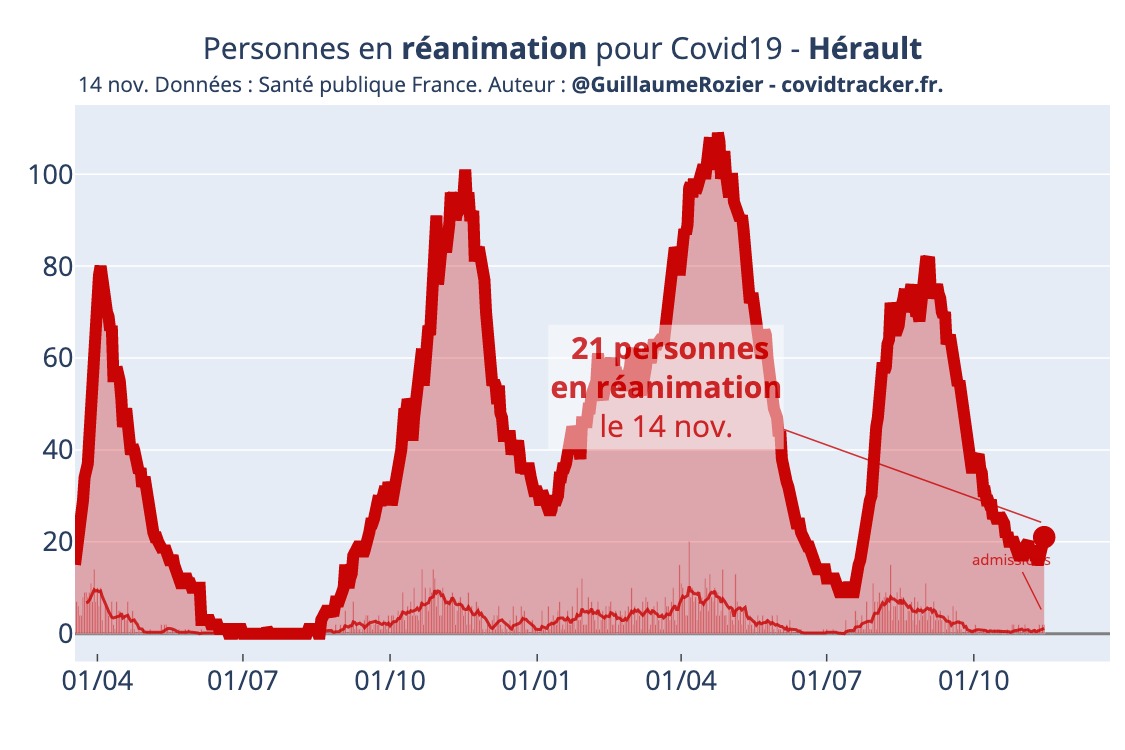 Personnes en réanimation pour Covid19 - Hérault
14 nov. Données : Santé publique France. Auteur : @GuillaumeRozier - covidtracker.fr.
100
80
60
40
20
0
21 personnes
en réanimation
le 14 nov.
admissions
01/04
01/07
01/10
01/01
01/04
01/07
01/10